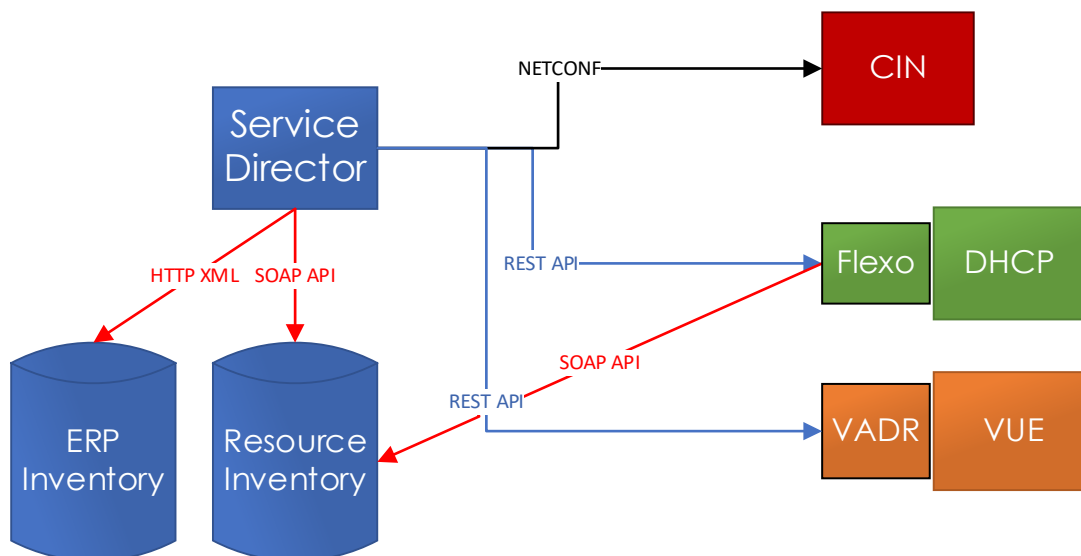 NETCONF
CIN
Service
Director
HTTP XML
SOAP API
REST API
Flexo
DHCP
SOAP API
REST API
VADR
VUE
ERP
Inventory
Resource
Inventory